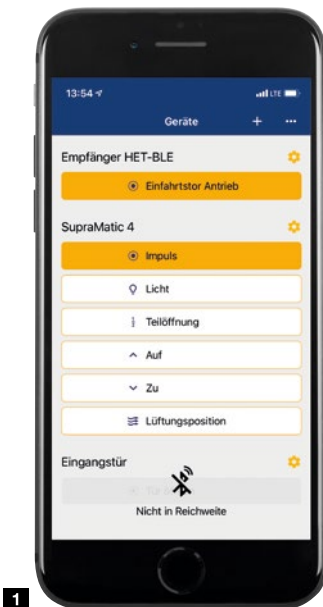 13:54
LTE
Geräte
Empfänger HET-BLE
Einfahrtstor Antrieb
SupraMatic 4
Impuls
Licht
Teilöffnung
Auf
Zu
Lüftungsposition
Eingangstür
Nicht in Reichweite
1